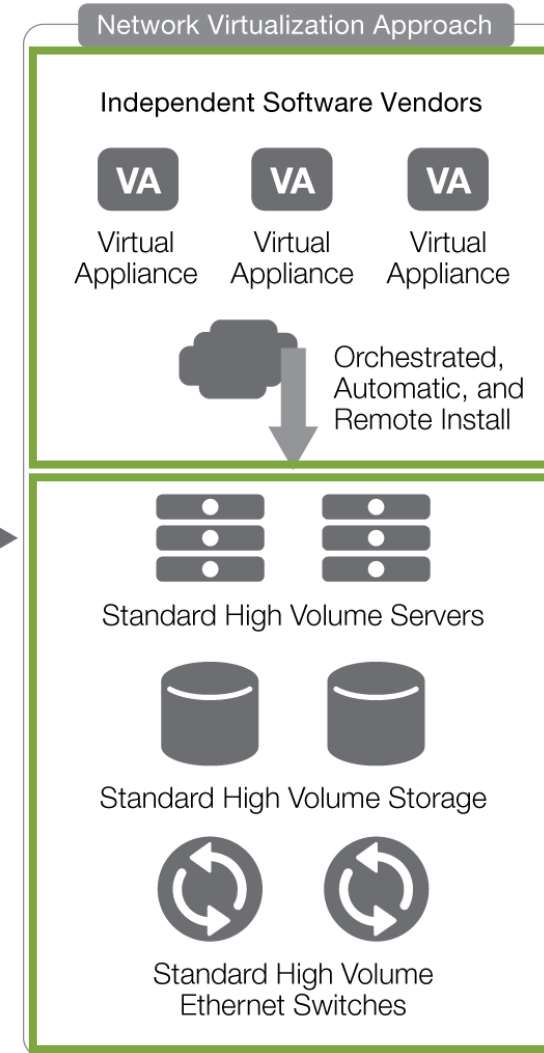 Network Virtualization Approach
Independent Software Vendors
VA VA VA
Virtual Appliance Virtual Appliance Virtual Appliance
Orchestrated,
Automatic, and
Remote Install
Standard High Volume Servers
Standard High Volume Storage
Standard High Volume
Ethernet Switches